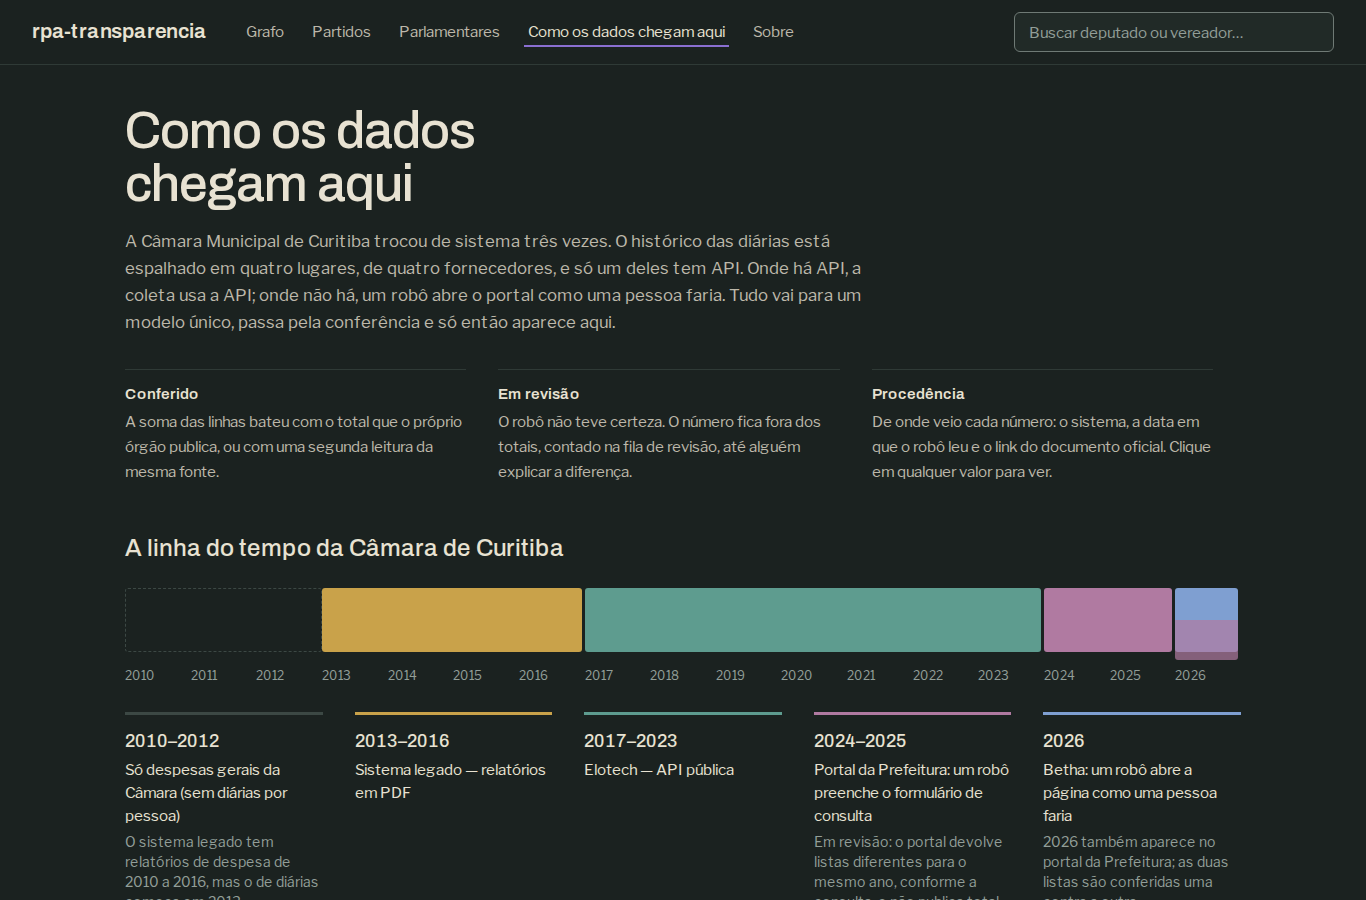 rpa-transparencia Grafo Partidos Parlamentares Como os dados chegam aqui Sobre Buscar deputado ou vereador...
Como os dados
chegam aqui
A Câmara Municipal de Curitiba trocou de sistema três vezes. O histórico das diárias está
espalhado em quatro lugares, de quatro fornecedores, e só um deles tem API. Onde há API, a
coleta usa a API; onde não há, um robô abre o portal como uma pessoa faria. Tudo vai para um
modelo único, passa pela conferência e só então aparece aqui.
Conferido
A soma das linhas bateu com o total que o próprio
órgão publica, ou com uma segunda leitura da
mesma fonte.
Em revisão
O robô não teve certeza. O número fica fora dos
totais, contado na fila de revisão, até alguém
explicar a diferença.
Procedência
De onde veio cada número: o sistema, a data em
que o robô leu e o link do documento oficial. Clique
em qualquer valor para ver.
A linha do tempo da Câmara de Curitiba
2010 2011 2012 2013 2014 2015 2016 2017 2018 2019 2020 2021 2022 2023 2024 2025 2026
2010–2012
Só despesas gerais da
Câmara (sem diárias por
pessoa)
O sistema legado tem
relatórios de despesa de
2010 a 2016, mas o de diárias
2013–2016
Sistema legado — relatórios
em PDF
2017–2023
Elotech — API pública
2024–2025
Portal da Prefeitura: um robô
preenche o formulário de
consulta
Em revisão: o portal devolve
listas diferentes para o
mesmo ano, conforme a
2026
Betha: um robô abre a
página como uma pessoa
faria
2026 também aparece no
portal da Prefeitura; as duas
listas são conferidas uma